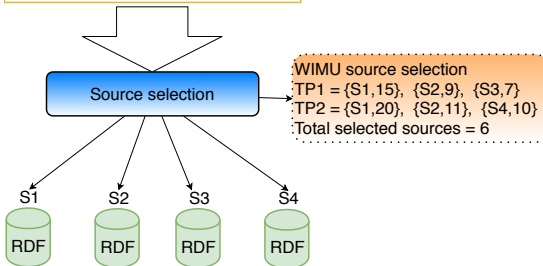 WIMU source selection
TP1 = {S1,15}, {S2,9}, {S3,7}
Source selection
TP2 = {S1,20}, {S2,11}, {S4,10}
Total selected sources = 6
S1
S2
S3
S4
RDF
RDF
RDF
RDF